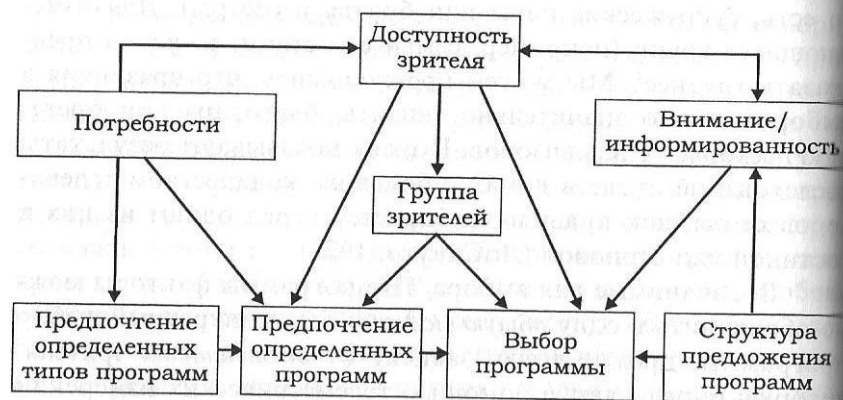 Доступность
зрителя
Потребности
Внимание/
информированность
Группа
зрителей
Предпочтение
определенных
типов программ
Предпочтение
определенных
программ
Выбор
программы
Структура
предложения
программ